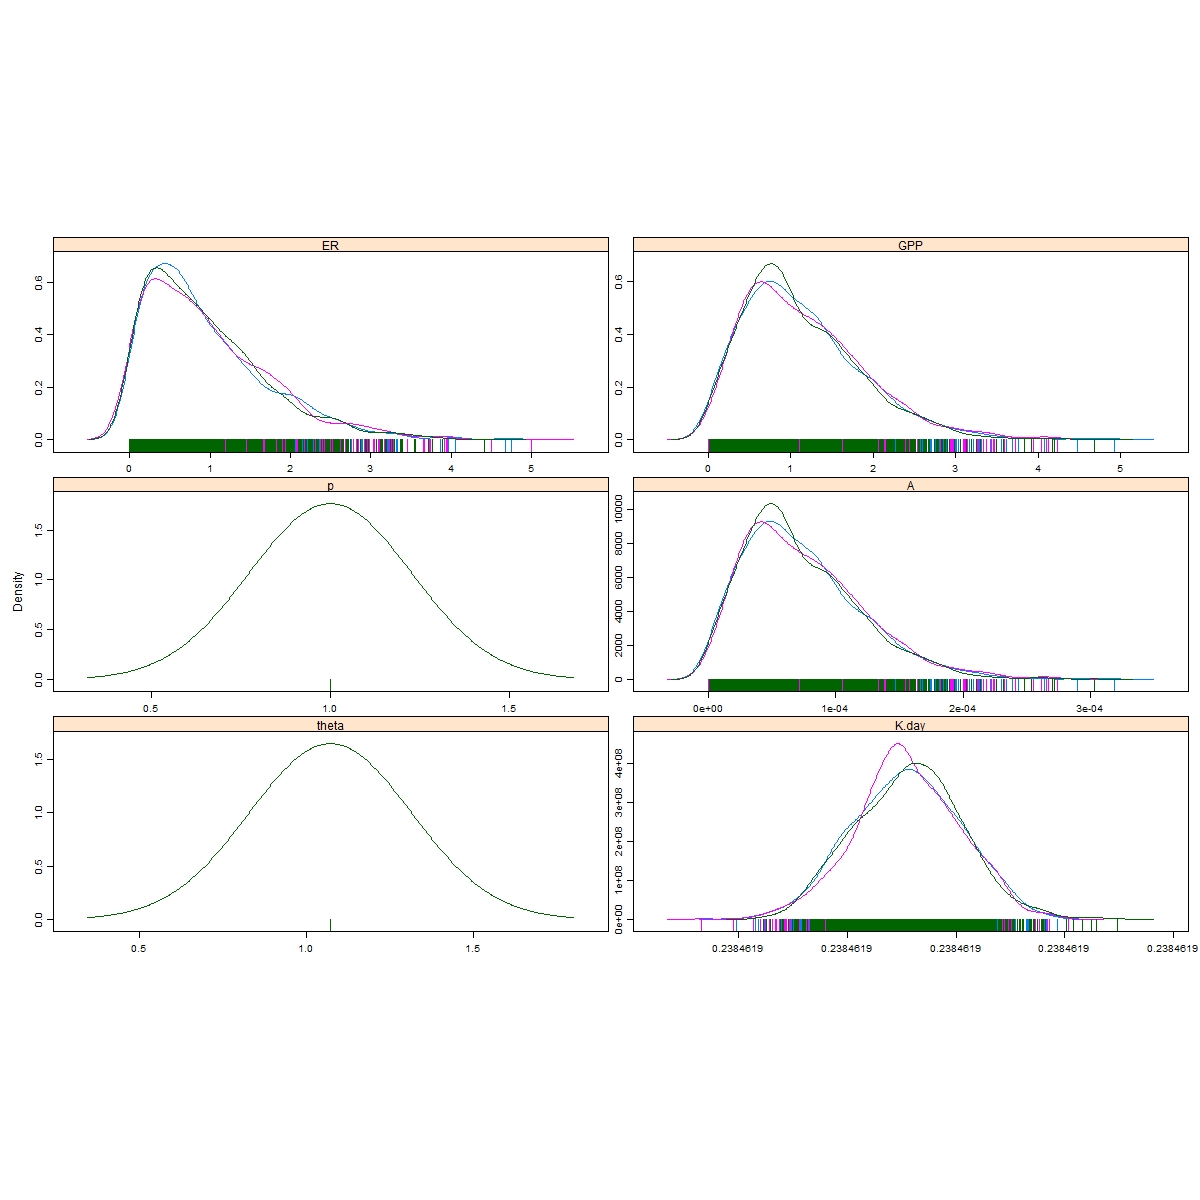 ER
GPP
0.0 0.2 0.4 0.6
0.0 0.2 0.4 0.6
0 1 2 3 4 5
0 1 2 3 4 5
p
A
Density
0.0 0.5 1.0 1.5
0 2000 4000 6000 8000 10000
0.5 1.0 1.5
0e+00 1e-04 2e-04 3e-04
theta
K.day
0.0 0.5 1.0 1.5
0e+00 1e+08 2e+08 3e+08 4e+08
0.5 1.0 1.5
0.2384619 0.2384619 0.2384619 0.2384619 0.2384619